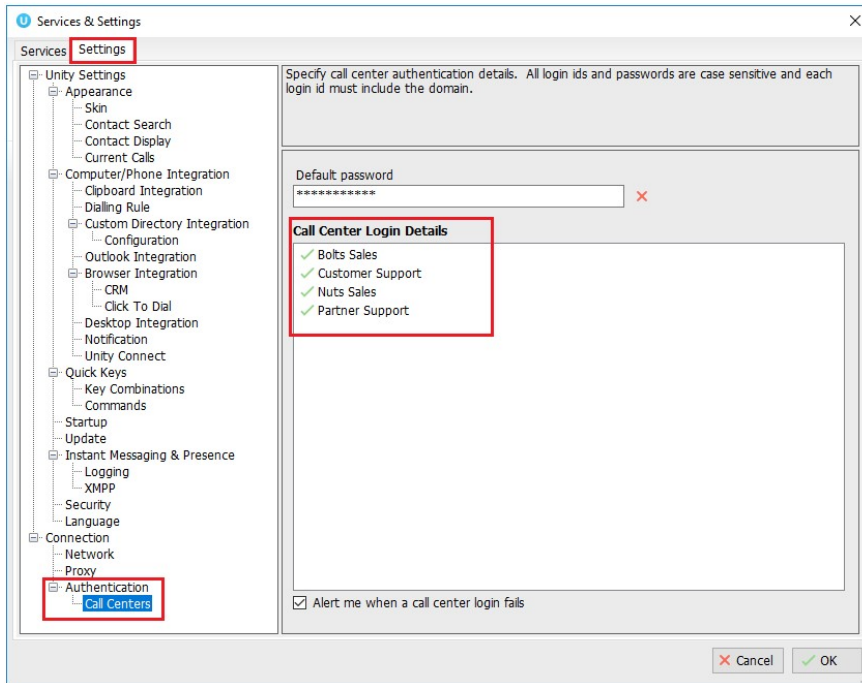 Services & Settings
Services
Settings
Unity Settings
Appearance
Skin
Contact Search
Contact Display
Current Calls
Computer/Phone Integration
Clipboard Integration
Dialling Rule
Custom Directory Integration
Configuration
Outlook Integration
Browser Integration
CRM
Click To Dial
Desktop Integration
Notification
Unity Connect
Quick Keys
Key Combinations
Commands
Startup
Update
Instant Messaging & Presence
Logging
XMPP
Security
Language
Connection
Network
Proxy
Authentication
Call Centers
Specify call center authentication details. All login ids and passwords are case sensitive and each
login id must include the domain.
Default password
***********
Call Center Login Details
Bolts Sales
Customer Support
Nuts Sales
Partner Support
Alert me when a call center login fails
Cancel
OK